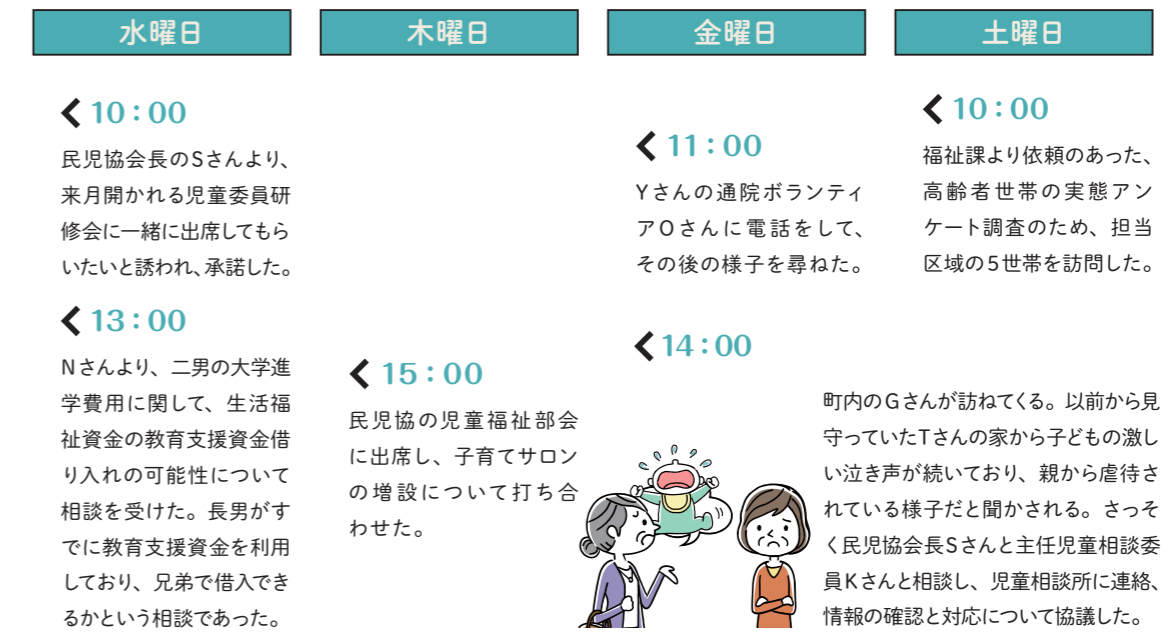 水曜日
10：00
民児協会長のSさんより、
来月開かれる児童委員研
修会に一緒に出席してもら
いたいと誘われ、承諾した。
13：00
Nさんより、二男の大学進
学費用に関して、生活福
祉資金の教育支援資金借
り入れの可能性について
相談を受けた。長男がす
でに教育支援資金を利用
しており、兄弟で借入でき
るかという相談であった。
木曜日
15：00
民児協の児童福祉部会
に出席し、子育てサロン
の増設について打ち合
わせた。
金曜日
11：00
Yさんの通院ボランティ
アOさんに電話をして、
その後の様子を尋ねた。
14：00
町内のGさんが訪ねてくる。以前から見
守っていたTさんの家から子どもの激し
い泣き声が続いており、親から虐待さ
れている様子だと聞かされる。さっそ
く民児協会長Sさんと主任児童相談委
員Kさんと相談し、児童相談所に連絡、
情報の確認と対応について協議した。
土曜日
10：00
福祉課より依頼のあった、
高齢者世帯の実態アン
ケート調査のため、担当
区域の5世帯を訪問した。